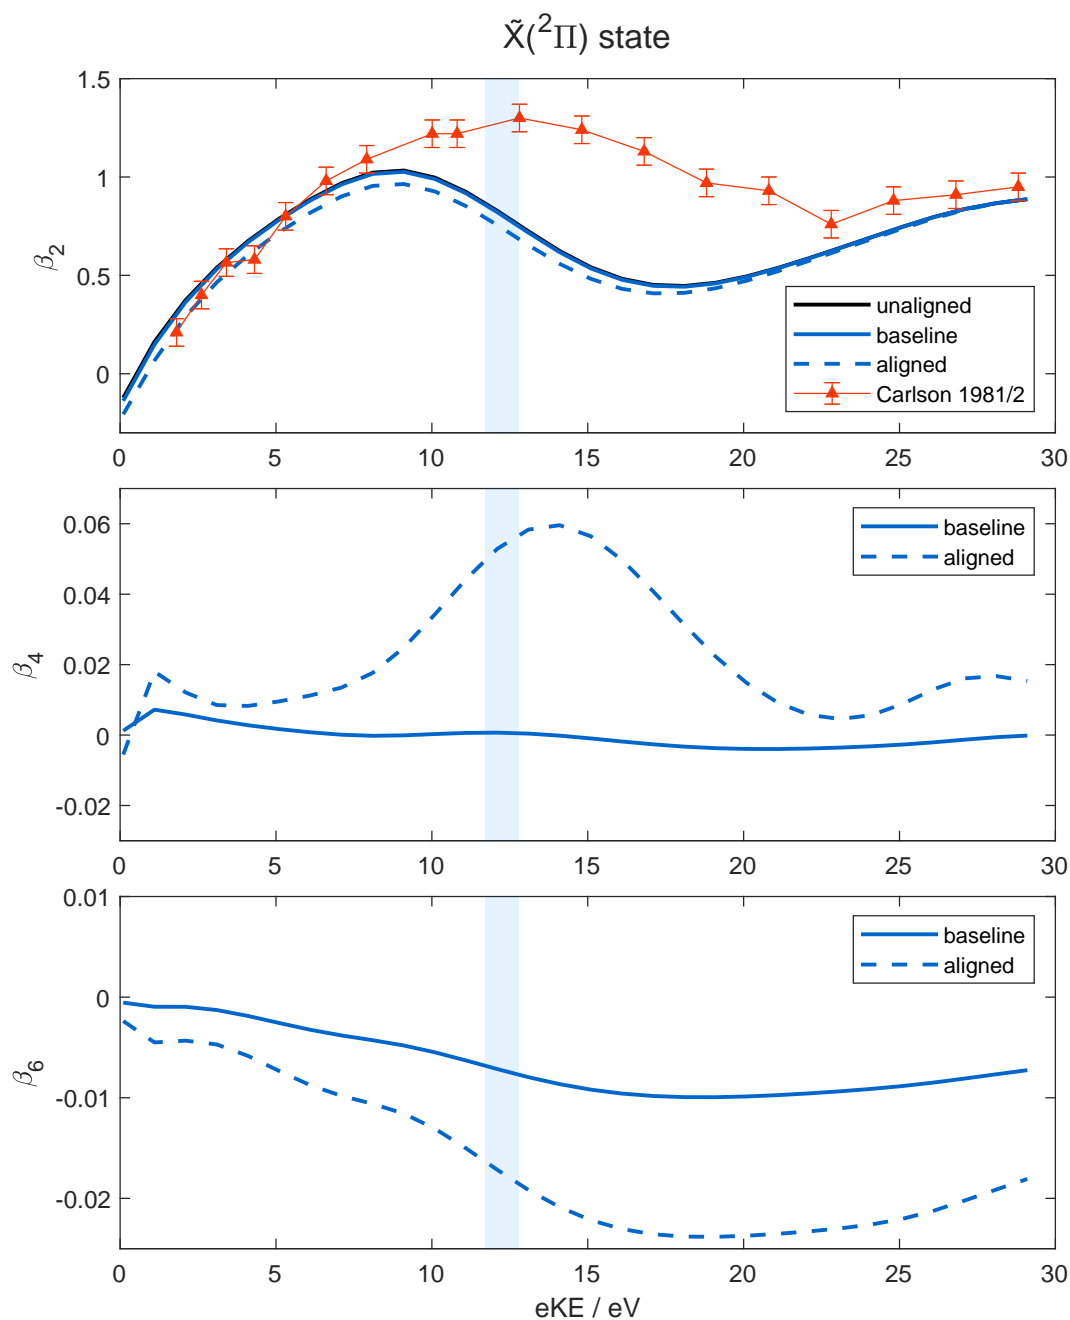 X̃(²Π) state
1.5
1
0.5
0
β₂
unaligned
baseline
aligned
Carlson 1981/2
0 5 10 15 20 25 30
0.06
0.04
0.02
0
-0.02
β₄
baseline
aligned
0 5 10 15 20 25 30
0.01
0
-0.01
-0.02
β₆
baseline
aligned
0 5 10 15 20 25 30
eKE / eV